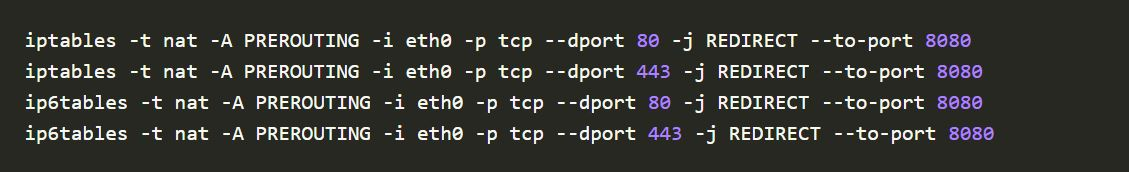 iptables -t nat -A PREROUTING -i eth0 -p tcp --dport 80 -j REDIRECT --to-port 8080
iptables -t nat -A PREROUTING -i eth0 -p tcp --dport 443 -j REDIRECT --to-port 8080
ip6tables -t nat -A PREROUTING -i eth0 -p tcp --dport 80 -j REDIRECT --to-port 8080
ip6tables -t nat -A PREROUTING -i eth0 -p tcp --dport 443 -j REDIRECT --to-port 8080